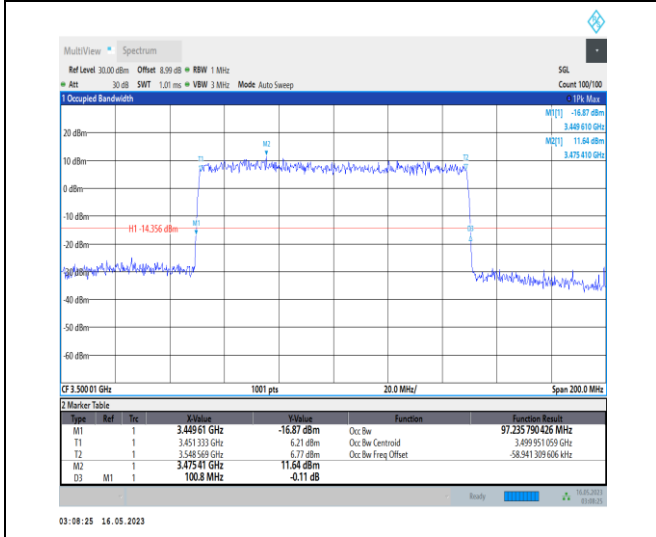 MultiView Spectrum
Ref Level 30.00 dBm Offset 8.99 dB RBW 1 MHz SGL
Att 30 dB SWT 1.01 ms VBW 3 MHz Mode Auto Sweep Count 100/100
1 Occupied Bandwidth 1Pk Max
M1[1] -16.87 dBm
3.449 610 GHz
M2[1] 11.64 dBm
3.475 410 GHz
20 dBm
M2
T1 T2
10 dBm
0 dBm
-10 dBm
M1
H1 -14.356 dBm
D3
-20 dBm
-30 dBm
-40 dBm
-50 dBm
-60 dBm
CF 3.500 01 GHz 1001 pts 20.0 MHz/ Span 200.0 MHz
2 Marker Table
Type Ref Trc X-Value Y-Value Function Function Result
M1 1 3.449 61 GHz -16.87 dBm Occ Bw 97.235 790 426 MHz
T1 1 3.451 333 GHz 6.21 dBm Occ Bw Centroid 3.499 951 059 GHz
T2 1 3.548 569 GHz 6.77 dBm Occ Bw Freq Offset -58.941 309 606 kHz
M2 1 3.475 41 GHz 11.64 dBm
D3 M1 1 100.8 MHz -0.11 dB
Ready 16.05.2023
03:08:25
03:08:25 16.05.2023